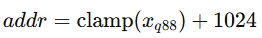 addr = clamp(x_{q88}) + 1024